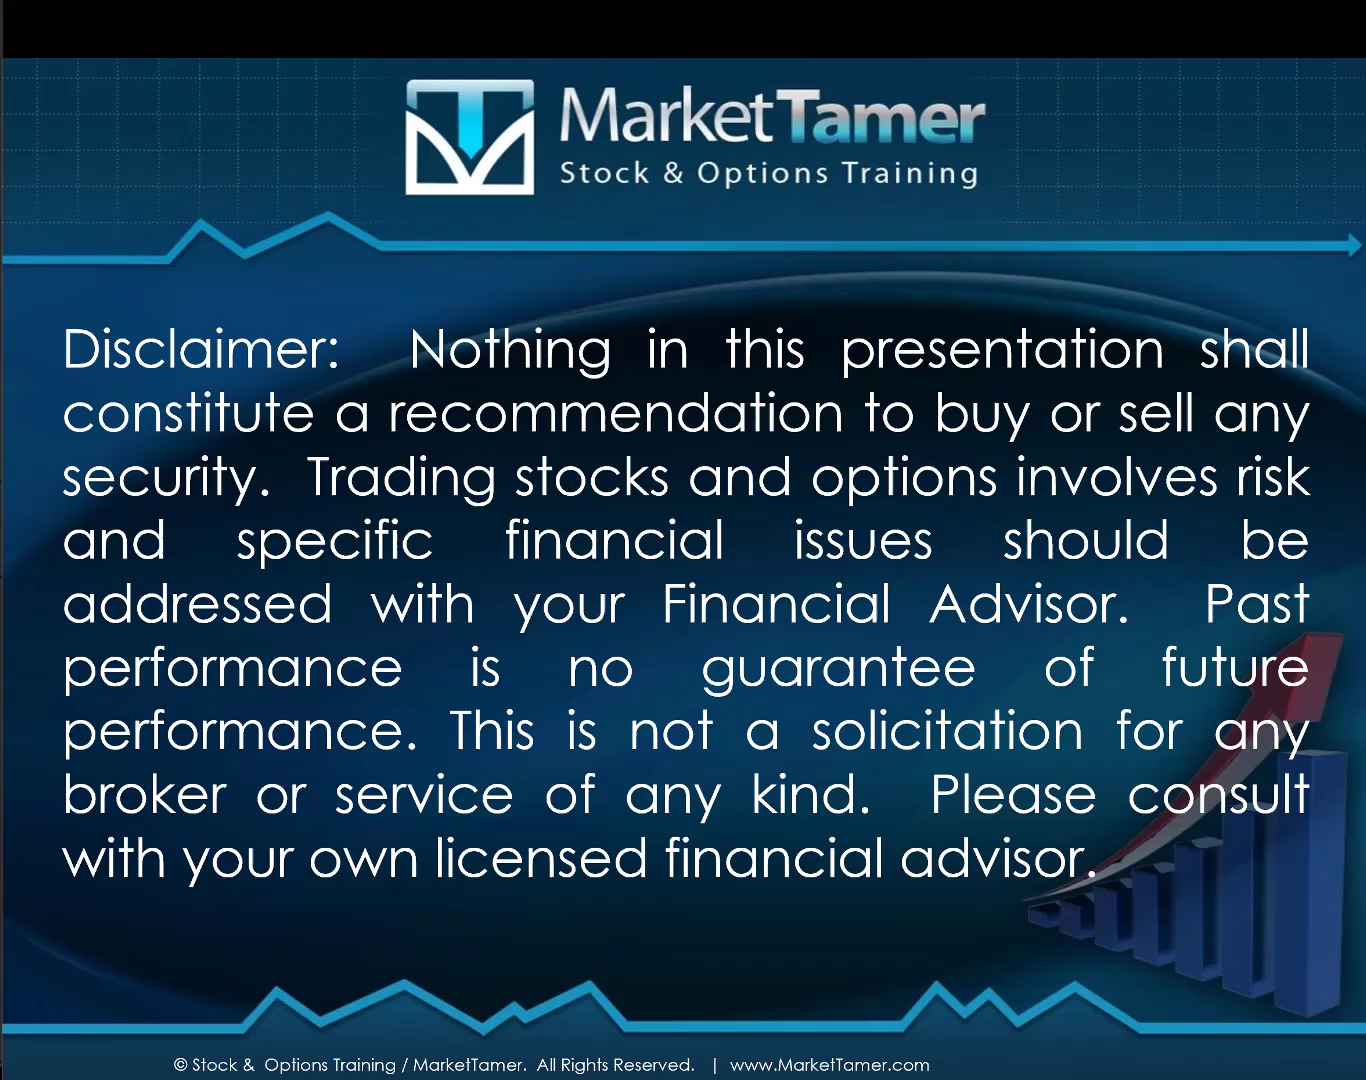 MarketTamer
Stock & Options Training
Disclaimer: Nothing in this presentation shall
constitute a recommendation to buy or sell any
security. Trading stocks and options involves risk
and specific financial issues should be
addressed with your Financial Advisor. Past
performance is no guarantee of future
performance. This is not a solicitation for any
broker or service of any kind. Please consult
with your own licensed financial advisor.
© Stock & Options Training / MarketTamer. All Rights Reserved. | www.MarketTamer.com